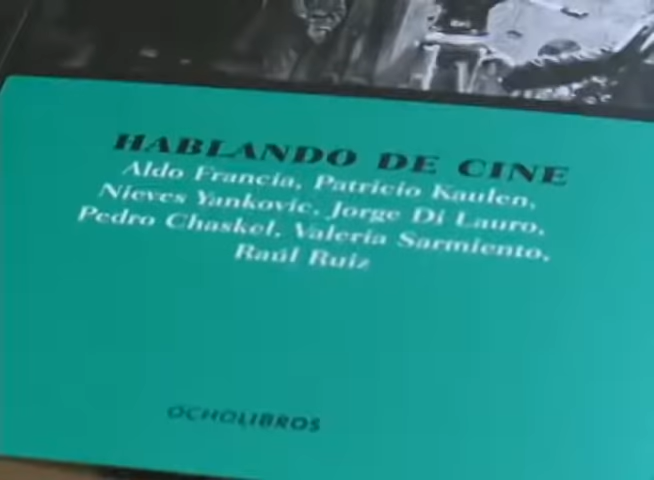 HABLANDO DE CINE
Aldo Francia, Patricio Kaulen,
Nieves Yankovic, Jorge Di Lauro,
Pedro Chaskel, Valeria Sarmiento,
Raúl Ruiz
OCHOLIBROS